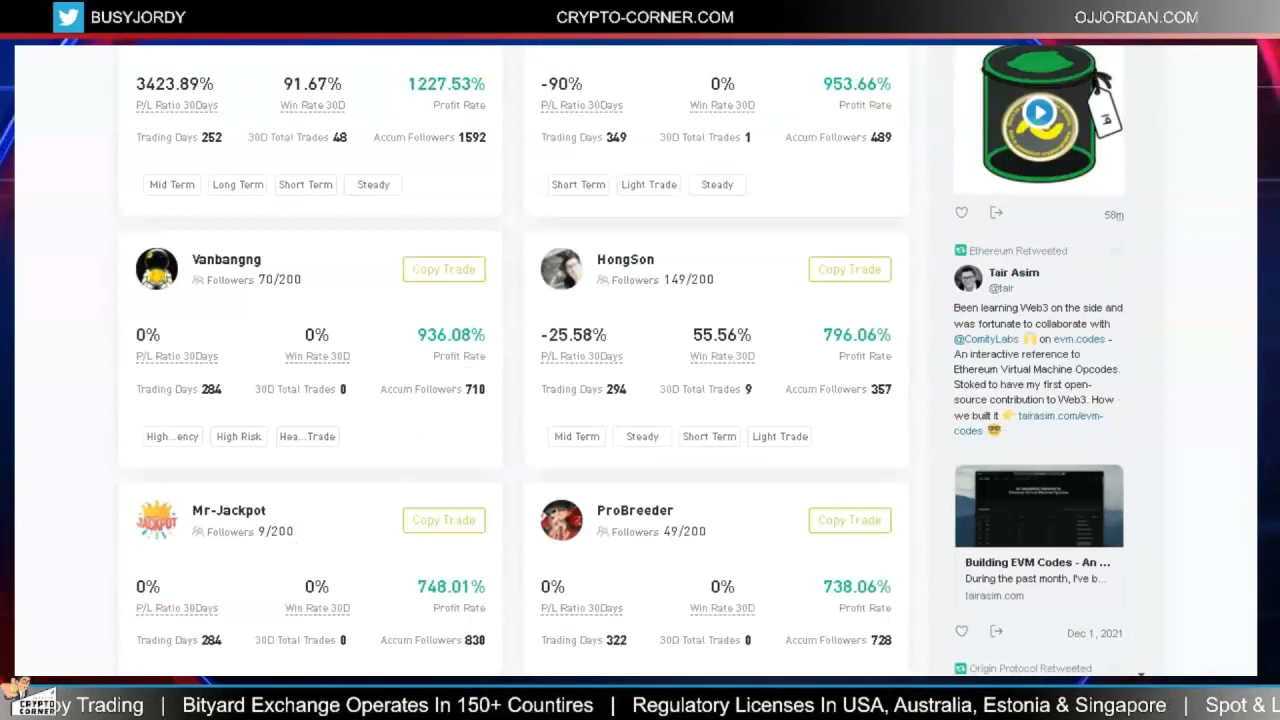 BUSYJORDY
CRYPTO-CORNER.COM
OJJORDAN.COM
3423.89% 91.67% 1227.53%
P/L Ratio 30Days Win Rate 30D Profit Rate
Trading Days 252 30D Total Trades 48 Accum Followers 1592
Mid Term Long Term Short Term Steady
-90% 0% 953.66%
P/L Ratio 30Days Win Rate 30D Profit Rate
Trading Days 349 30D Total Trades 1 Accum Followers 489
Short Term Light Trade Steady
Vanbangng
Followers 70/200
Copy Trade
0% 0% 936.08%
P/L Ratio 30Days Win Rate 30D Profit Rate
Trading Days 284 30D Total Trades 0 Accum Followers 710
High...ency High Risk Hea...Trade
HongSon
Followers 149/200
Copy Trade
-25.58% 55.56% 796.06%
P/L Ratio 30Days Win Rate 30D Profit Rate
Trading Days 294 30D Total Trades 9 Accum Followers 357
Mid Term Steady Short Term Light Trade
Mr-Jackpot
Followers 9/200
Copy Trade
JACKPOT
0% 0% 748.01%
P/L Ratio 30Days Win Rate 30D Profit Rate
Trading Days 284 30D Total Trades 0 Accum Followers 830
ProBreeder
Followers 49/200
Copy Trade
0% 0% 738.06%
P/L Ratio 30Days Win Rate 30D Profit Rate
Trading Days 322 30D Total Trades 0 Accum Followers 728
58m
Ethereum Retweeted
Tair Asim
@tair
Been learning Web3 on the side and
was fortunate to collaborate with
@ComityLabs 🙌 on evm.codes -
An interactive reference to
Ethereum Virtual Machine Opcodes.
Stoked to have my first open-
source contribution to Web3. How
we built it 👉 tairasim.com/evm-
codes 🤓
Building EVM Codes - An ...
During the past month, I've b...
tairasim.com
Dec 1, 2021
Origin Protocol Retweeted
CRYPTO
CORNER
py Trading | Bityard Exchange Operates In 150+ Countires | Regulatory Licenses In USA, Australia, Estonia & Singapore | Spot & L